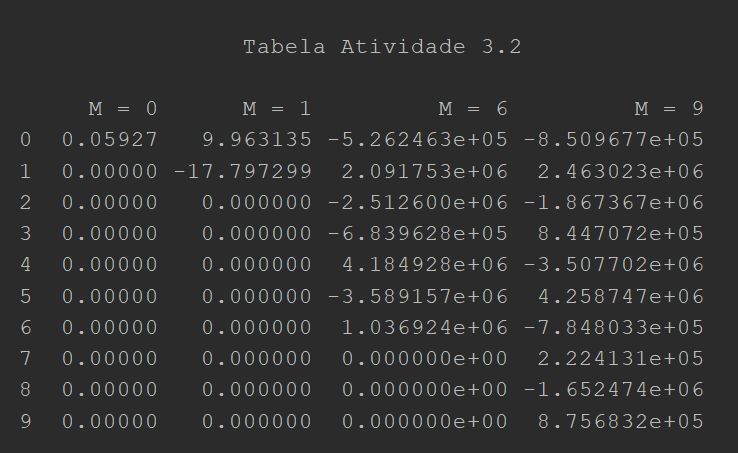 Tabela Atividade 3.2
M = 0 M = 1 M = 6 M = 9
0 0.05927 9.963135 -5.262463e+05 -8.509677e+05
1 0.00000 -17.797299 2.091753e+06 2.463023e+06
2 0.00000 0.000000 -2.512600e+06 -1.867367e+06
3 0.00000 0.000000 -6.839628e+05 8.447072e+05
4 0.00000 0.000000 4.184928e+06 -3.507702e+06
5 0.00000 0.000000 -3.589157e+06 4.258747e+06
6 0.00000 0.000000 1.036924e+06 -7.848033e+05
7 0.00000 0.000000 0.000000e+00 2.224131e+05
8 0.00000 0.000000 0.000000e+00 -1.652474e+06
9 0.00000 0.000000 0.000000e+00 8.756832e+05